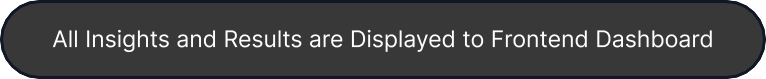 All Insights and Results are Displayed to Frontend Dashboard